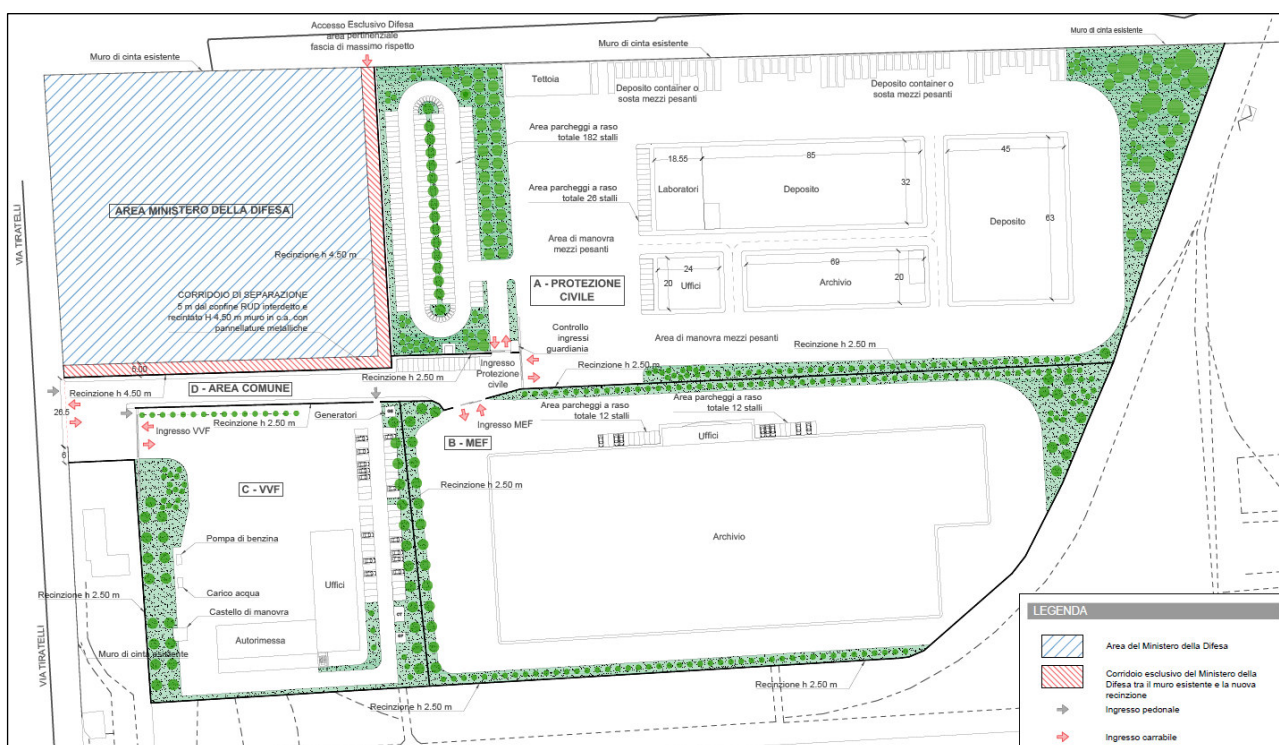 Accesso Esclusivo Difesa
area pertinenziale
fascia di massimo rispetto
Muro di cinta esistente
Muro di cinta esistente
Muro di cinta esistente
Tettoia
Deposito container o
sosta mezzi pesanti
Deposito container o
sosta mezzi pesanti
Area parcheggi a raso
totale 182 stalli
18.55
85
45
Laboratori
Deposito
32
Area parcheggi a raso
totale 26 stalli
AREA MINISTERO DELLA DIFESA
Deposito
63
VIA TIRATELLI
Area di manovra
mezzi pesanti
Recinzione h 4.50 m
24
20
Uffici
69
20
Archivio
A - PROTEZIONE
CIVILE
CORRIDOIO DI SEPARAZIONE
5 m dal confine RUD interdetto e
recintato H 4.50 m muro in c.a. con
pannellature metalliche
Controllo
ingressi
guardiania
Area di manovra mezzi pesanti
Recinzione h 2.50 m
Ingresso
Protezione
civile
Recinzione h 2.50 m
Recinzione h 2.50 m
5.00
D - AREA COMUNE
Recinzione h 4.50 m
26.5
Generatori
Recinzione h 2.50 m
Ingresso VVF
Ingresso MEF
Area parcheggi a raso
totale 12 stalli
Area parcheggi a raso
totale 12 stalli
Uffici
B - MEF
6
Recinzione h 2.50 m
C - VVF
Pompa di benzina
Archivio
Uffici
Carico acqua
Recinzione h 2.50 m
Castello di manovra
Autorimessa
Muro di cinta esistente
VIA TIRATELLI
Recinzione h 2.50 m
Recinzione h 2.50 m
LEGENDA
Area del Ministero della Difesa
Corridoio esclusivo del Ministero della
Difesa tra il muro esistente e la nuova
recinzione
Ingresso pedonale
Ingresso carrabile